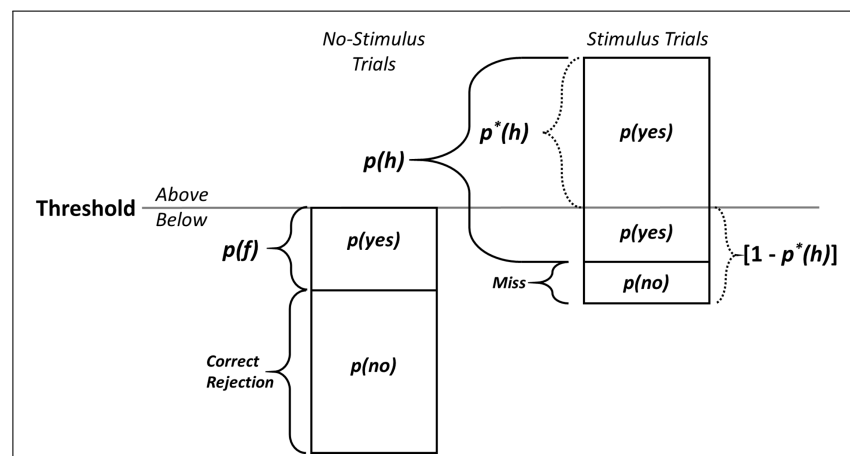 No-Stimulus
Trials
Stimulus Trials
p*(h)
p(yes)
p(h)
Threshold
Above
Below
p(f)
p(yes)
p(yes)
[1 - p*(h)]
Miss
p(no)
Correct
Rejection
p(no)